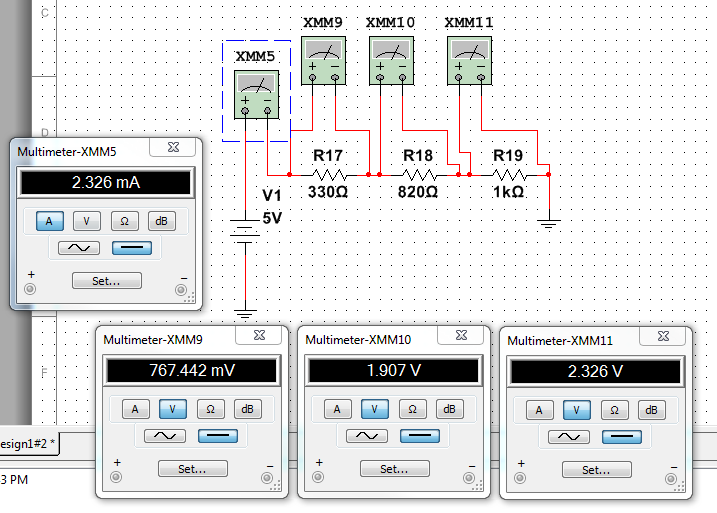 C
XMM9 XMM10 XMM11
XMM5
+ − + − + −
+ −
D
Multimeter-XMM5
2.326 mA
A V Ω dB
Set...
+ −
R17 R18 R19
330Ω 820Ω 1kΩ
V1
5V
F
Multimeter-XMM9
767.442 mV
A V Ω dB
Set...
+ −
Multimeter-XMM10
1.907 V
A V Ω dB
Set...
+ −
Multimeter-XMM11
2.326 V
A V Ω dB
Set...
+ −
esign1#2 *
3 PM